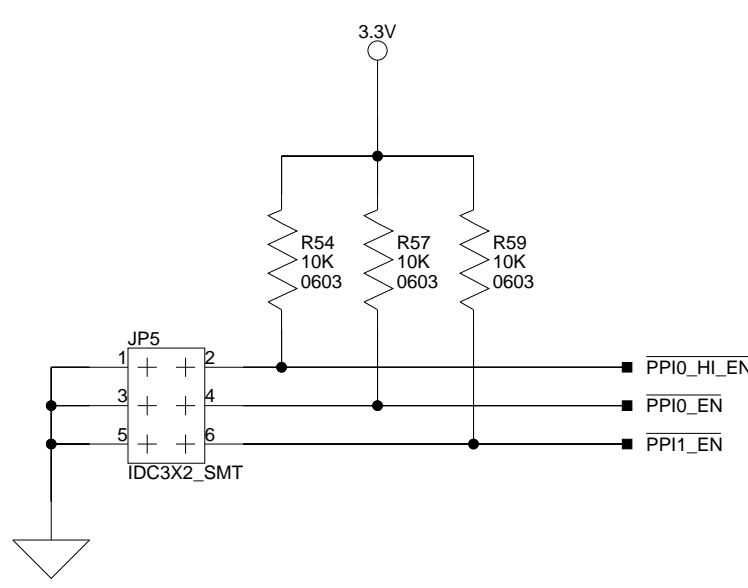 3.3V
R54
10K
0603
R57
10K
0603
R59
10K
0603
JP5
1
2
3
4
5
6
IDC3X2_SMT
PPI0_HI_EN
PPI0_EN
PPI1_EN